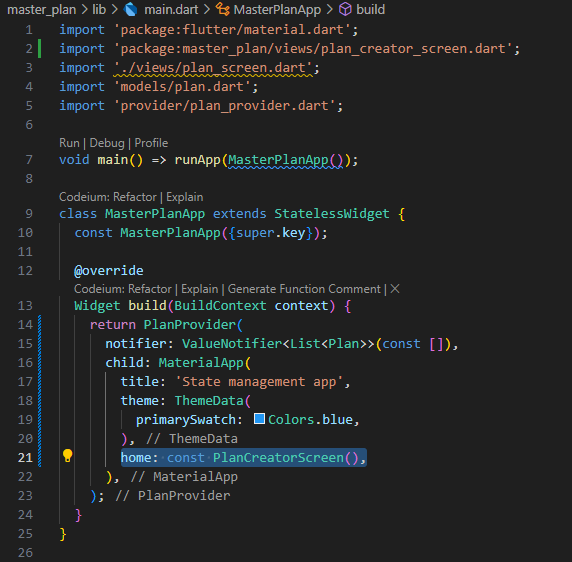 master_plan > lib > main.dart > MasterPlanApp > build
1 import 'package:flutter/material.dart';
2 import 'package:master_plan/views/plan_creator_screen.dart';
3 import './views/plan_screen.dart';
4 import 'models/plan.dart';
5 import 'provider/plan_provider.dart';
6
Run | Debug | Profile
7 void main() => runApp(MasterPlanApp());
8
Codeium: Refactor | Explain
9 class MasterPlanApp extends StatelessWidget {
10 const MasterPlanApp({super.key});
11
12 @override
Codeium: Refactor | Explain | Generate Function Comment | ×
13 Widget build(BuildContext context) {
14 return PlanProvider(
15 notifier: ValueNotifier<List<Plan>>(const []),
16 child: MaterialApp(
17 title: 'State management app',
18 theme: ThemeData(
19 primarySwatch: Colors.blue,
20 ), // ThemeData
21 home: const PlanCreatorScreen(),
22 ), // MaterialApp
23 ); // PlanProvider
24 }
25 }
26